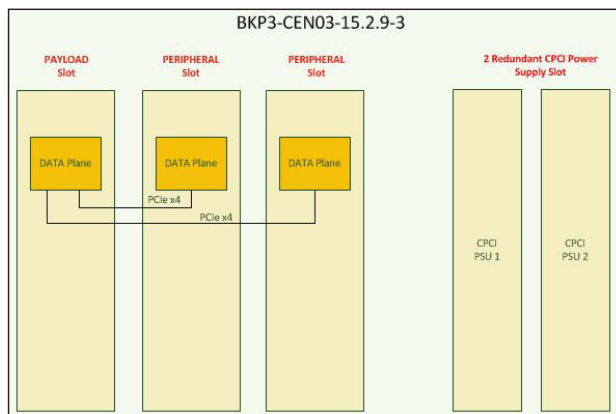 BKP3-CEN03-15.2.9-3
PAYLOAD
Slot
PERIPHERAL
Slot
PERIPHERAL
Slot
2 Redundant CPCI Power
Supply Slot
DATA Plane
DATA Plane
DATA Plane
PCIe x4
PCIe x4
CPCI
PSU 1
CPCI
PSU 2